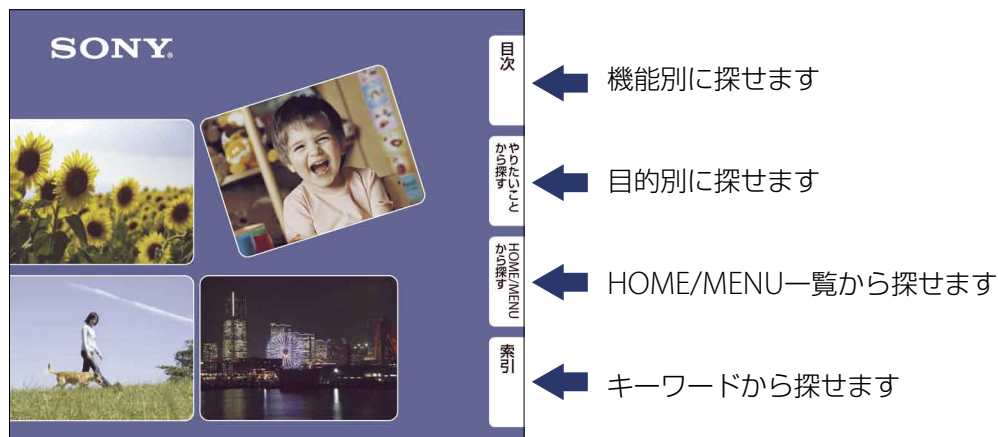 SONY
目次
機能別に探せます
やりたいこと
から探す
目的別に探せます
HOME/MENU
から探す
HOME/MENU一覧から探せます
索引
キーワードから探せます